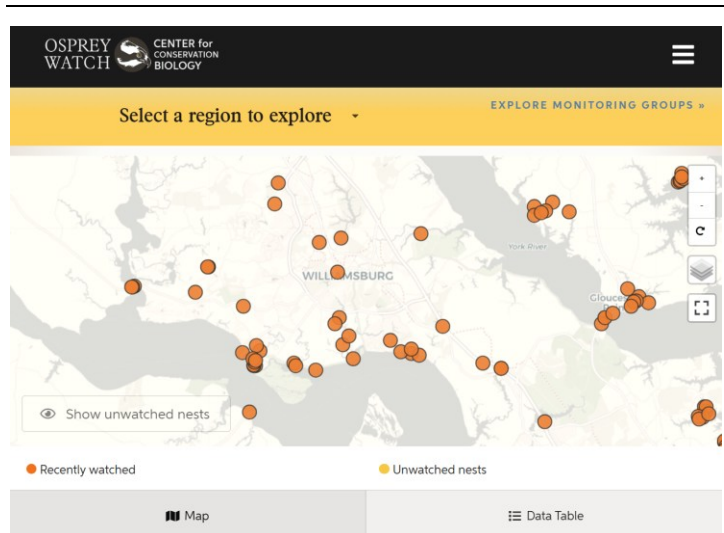 OSPREY WATCH
CENTER for CONSERVATION BIOLOGY
Select a region to explore
EXPLORE MONITORING GROUPS »
+
-
York River
WILLIAMSBURG
Show unwatched nests
Recently watched
Unwatched nests
Map
Data Table